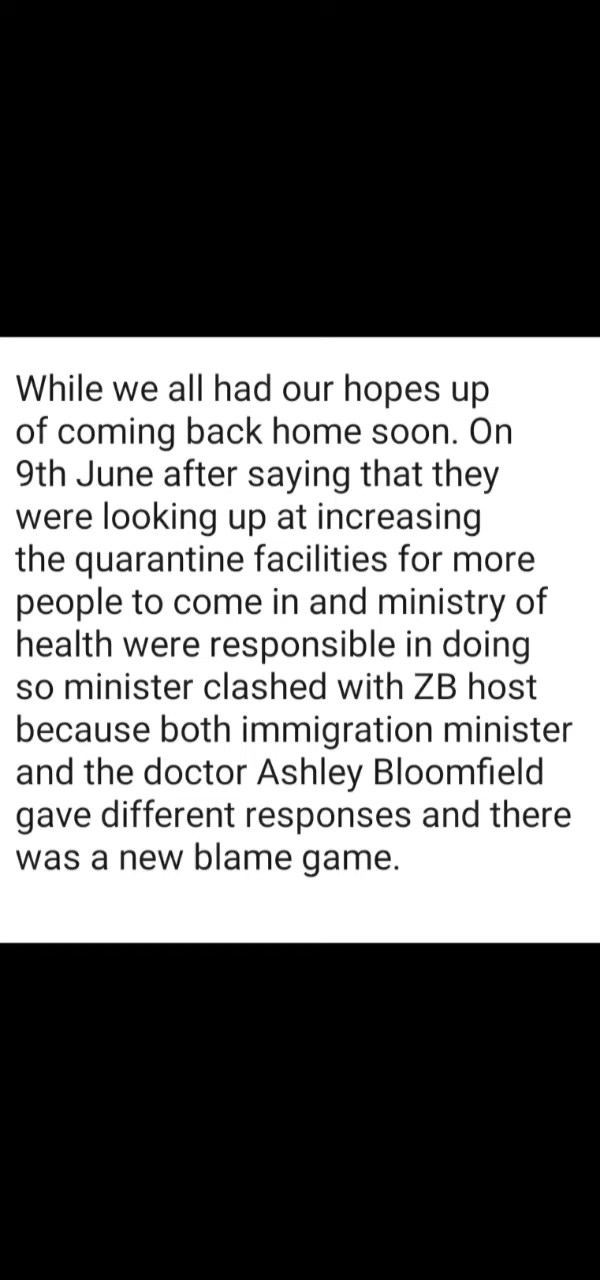 While we all had our hopes up
of coming back home soon. On
9th June after saying that they
were looking up at increasing
the quarantine facilities for more
people to come in and ministry of
health were responsible in doing
so minister clashed with ZB host
because both immigration minister
and the doctor Ashley Bloomfield
gave different responses and there
was a new blame game.